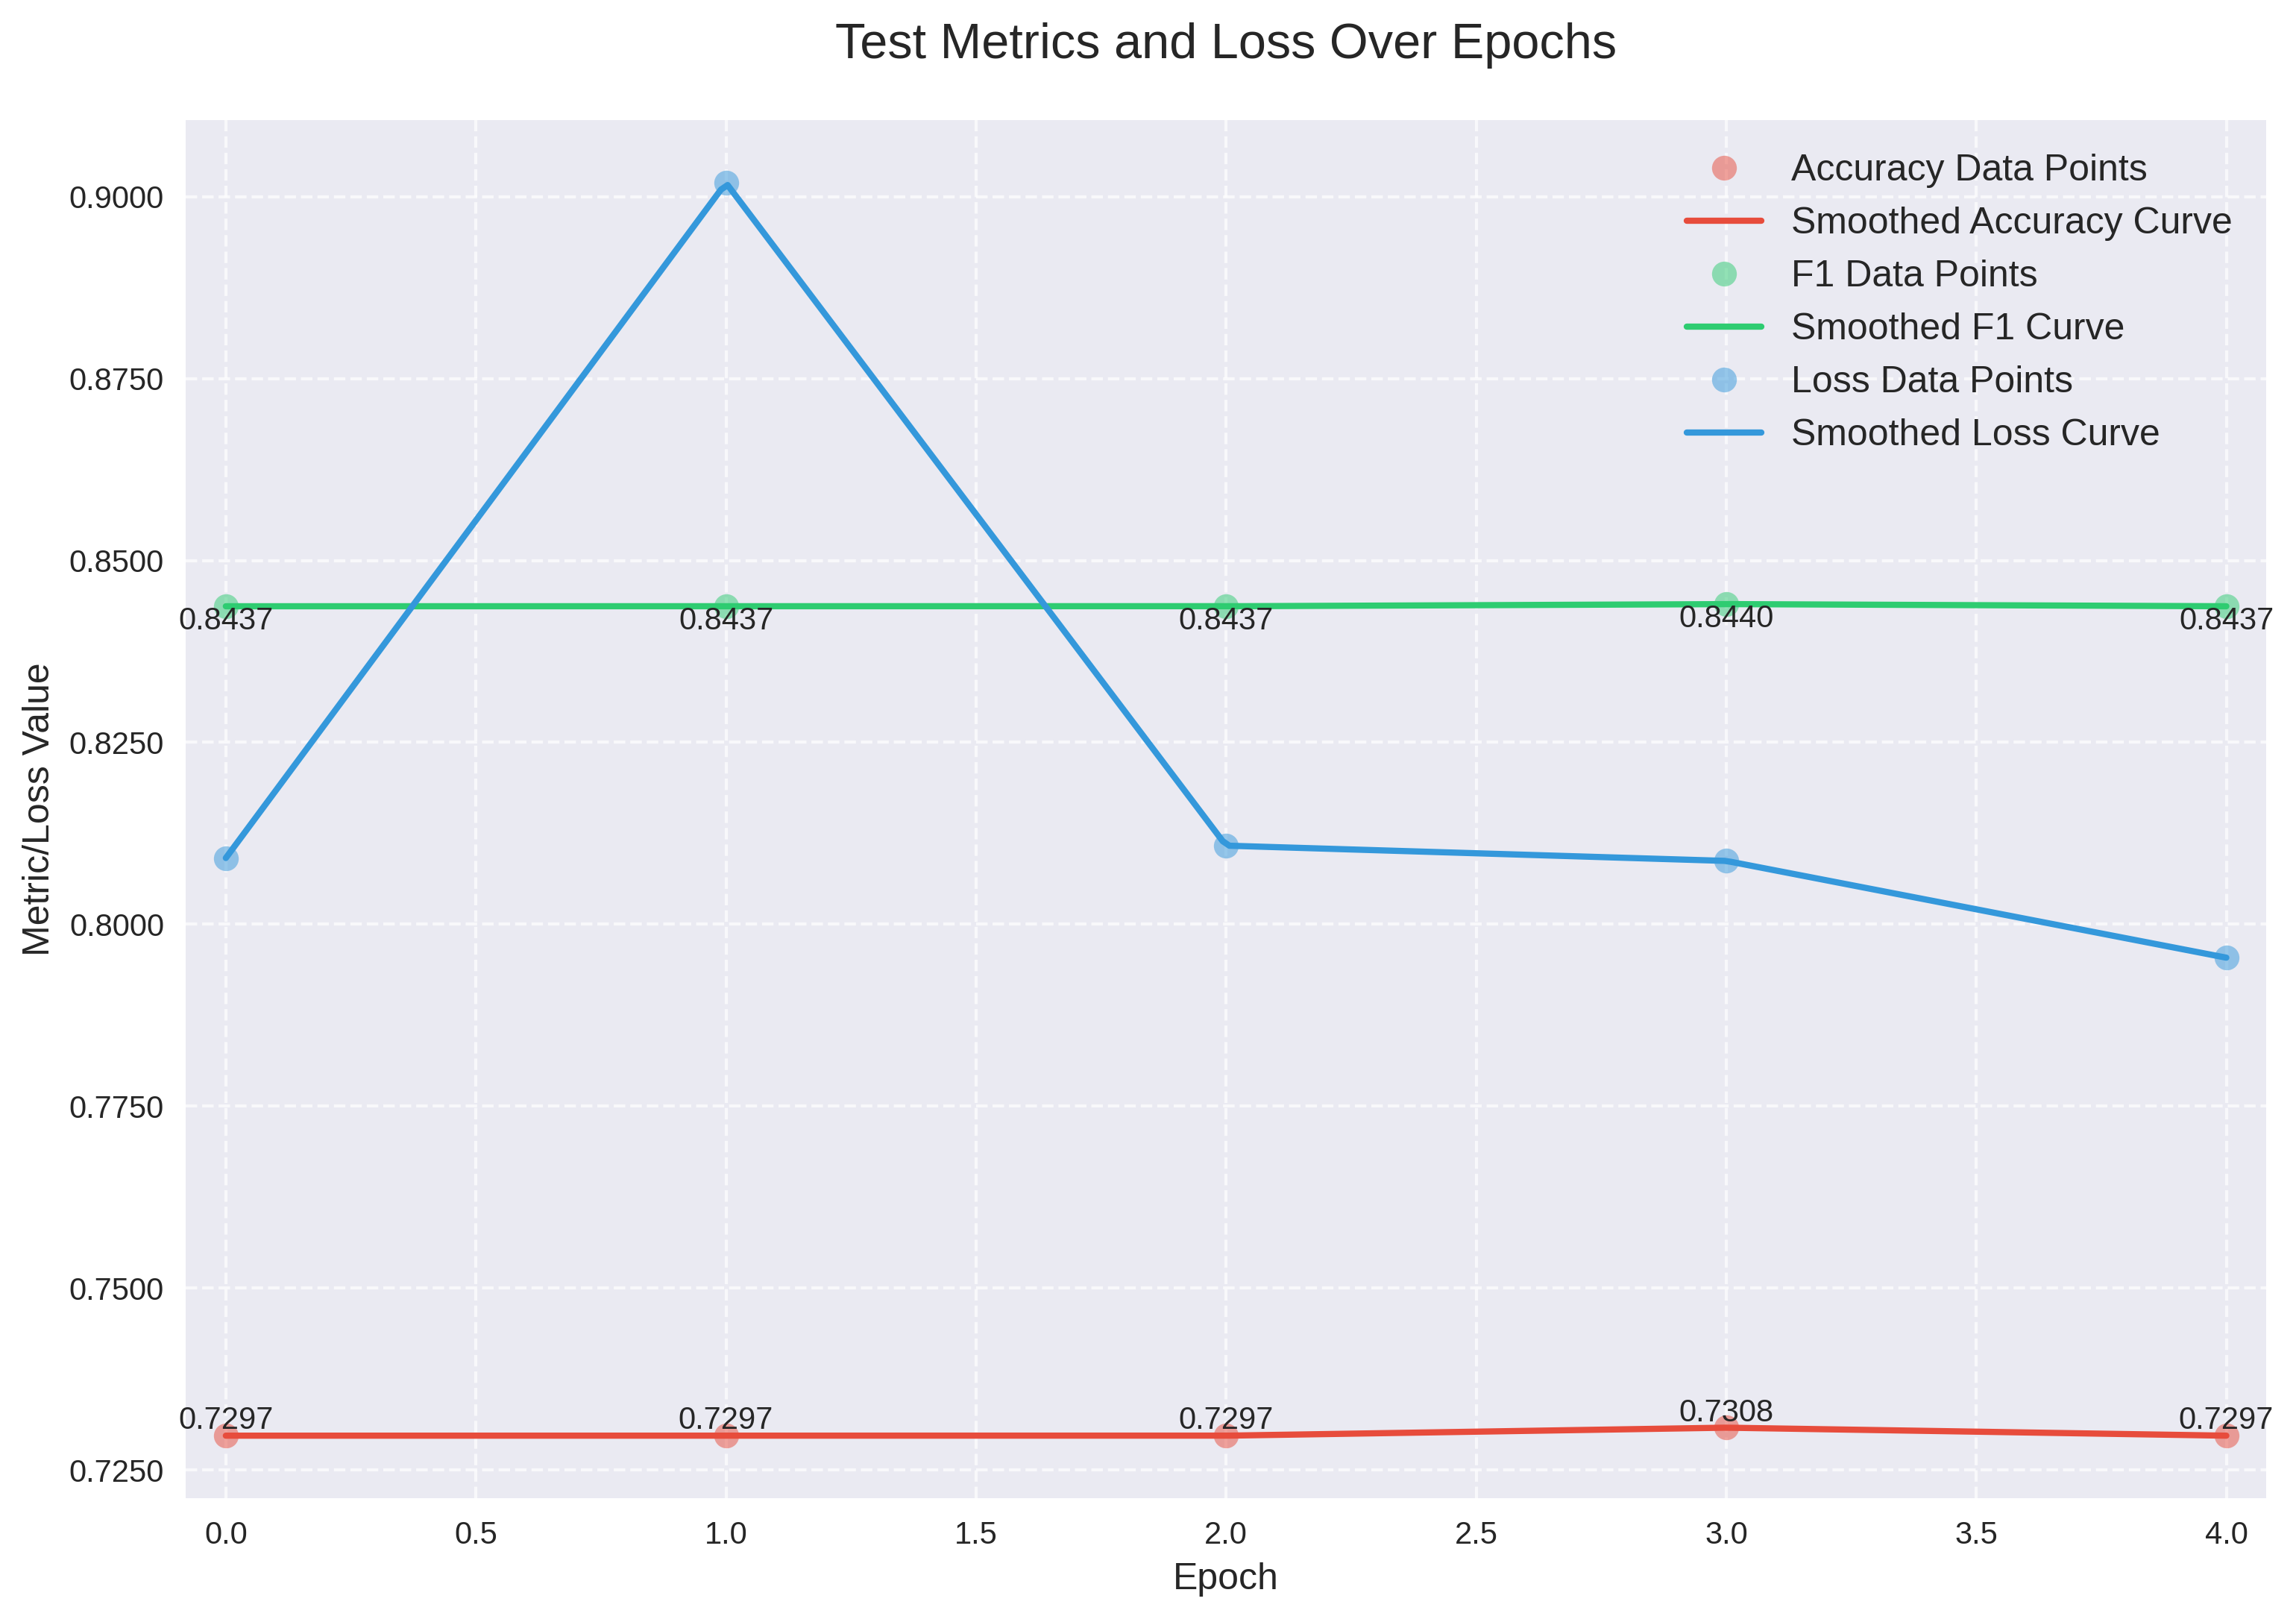 Test Metrics and Loss Over Epochs
Accuracy Data Points
Smoothed Accuracy Curve
F1 Data Points
Smoothed F1 Curve
Loss Data Points
Smoothed Loss Curve
Metric/Loss Value
0.9000
0.8750
0.8500
0.8250
0.8000
0.7750
0.7500
0.7250
0.8437 0.8437 0.8437 0.8440 0.8437
0.7297 0.7297 0.7297 0.7308 0.7297
0.0 0.5 1.0 1.5 2.0 2.5 3.0 3.5 4.0
Epoch